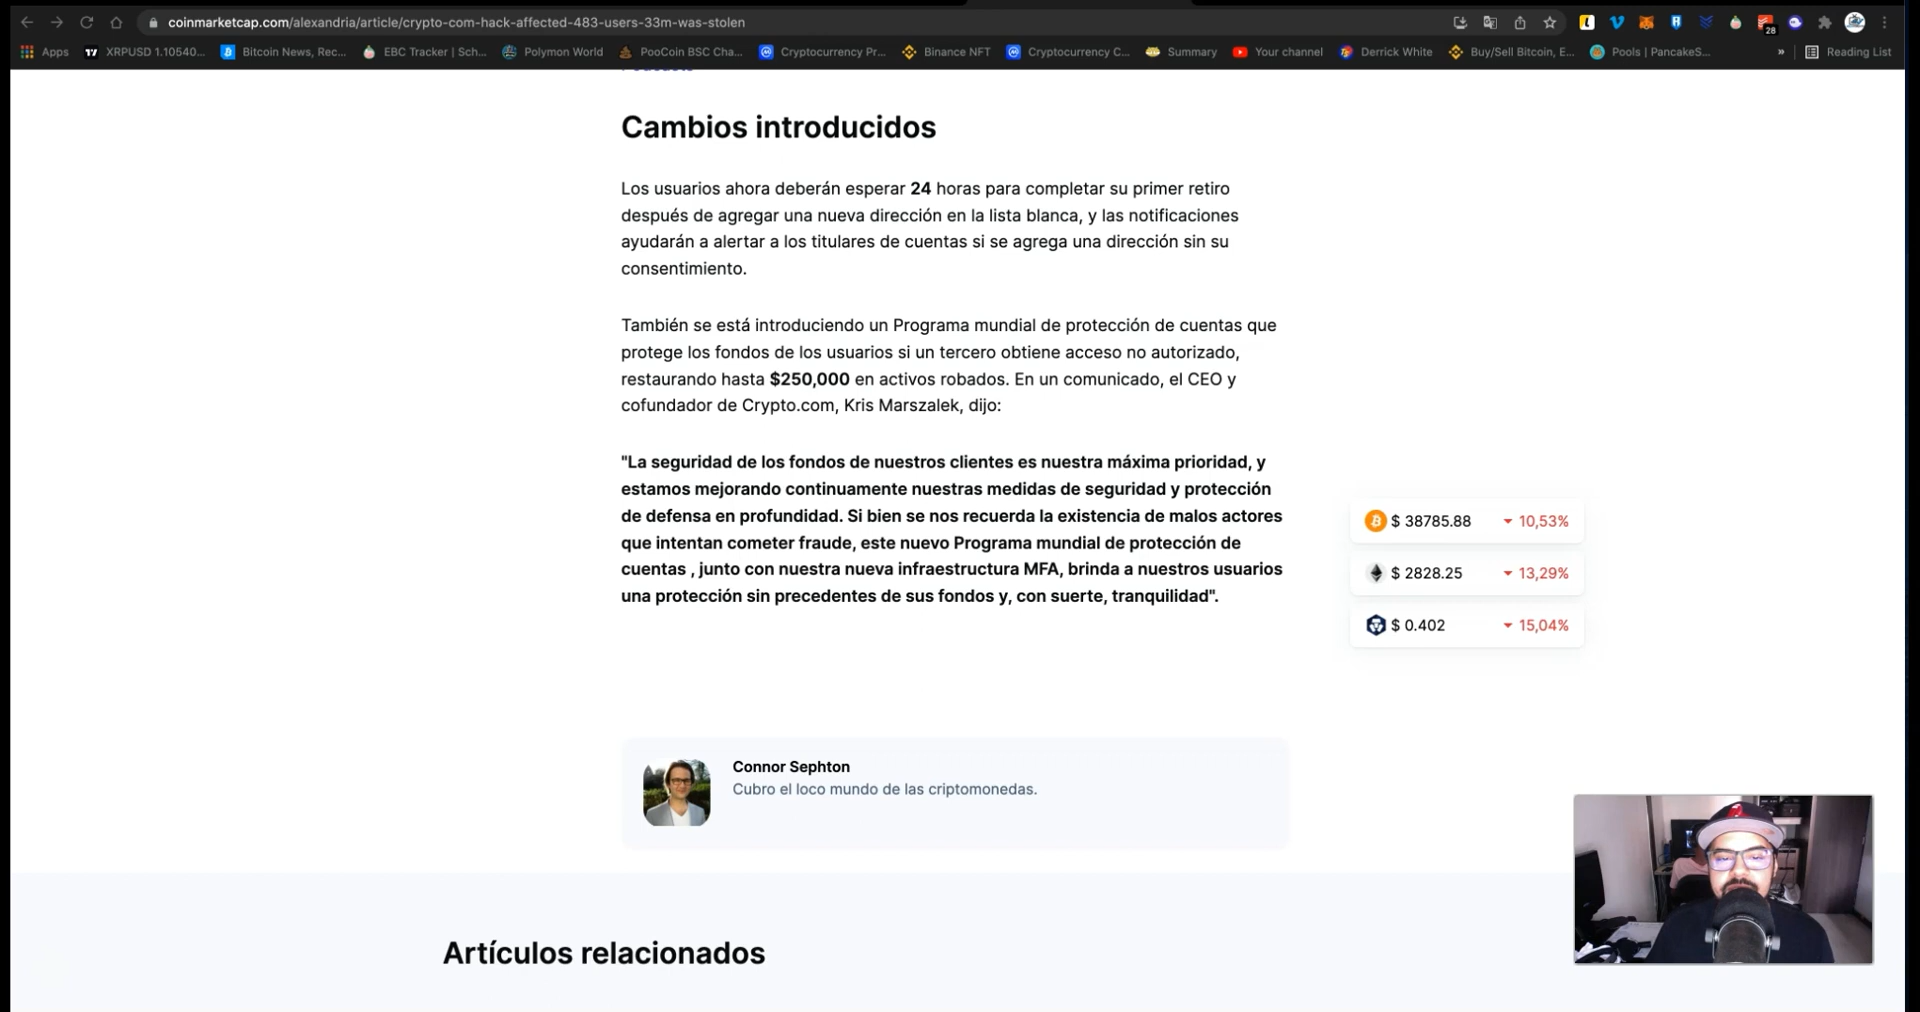 coinmarketcap.com/alexandria/article/crypto-com-hack-affected-483-users-33m-was-stolen
28
Apps
XRPUSD 1.10540...
Bitcoin News, Rec...
EBC Tracker | Sch...
Polymon World
PooCoin BSC Cha...
Cryptocurrency Pr...
Binance NFT
Cryptocurrency C...
Summary
Your channel
Derrick White
Buy/Sell Bitcoin, E...
Pools | PancakeS...
»
Reading List
Cambios introducidos
Los usuarios ahora deberán esperar 24 horas para completar su primer retiro
después de agregar una nueva dirección en la lista blanca, y las notificaciones
ayudarán a alertar a los titulares de cuentas si se agrega una dirección sin su
consentimiento.
También se está introduciendo un Programa mundial de protección de cuentas que
protege los fondos de los usuarios si un tercero obtiene acceso no autorizado,
restaurando hasta $250,000 en activos robados. En un comunicado, el CEO y
cofundador de Crypto.com, Kris Marszalek, dijo:
"La seguridad de los fondos de nuestros clientes es nuestra máxima prioridad, y
estamos mejorando continuamente nuestras medidas de seguridad y protección
de defensa en profundidad. Si bien se nos recuerda la existencia de malos actores
que intentan cometer fraude, este nuevo Programa mundial de protección de
cuentas , junto con nuestra nueva infraestructura MFA, brinda a nuestros usuarios
una protección sin precedentes de sus fondos y, con suerte, tranquilidad".
$ 38785.88 10,53%
$ 2828.25 13,29%
$ 0.402 15,04%
Connor Sephton
Cubro el loco mundo de las criptomonedas.
Artículos relacionados